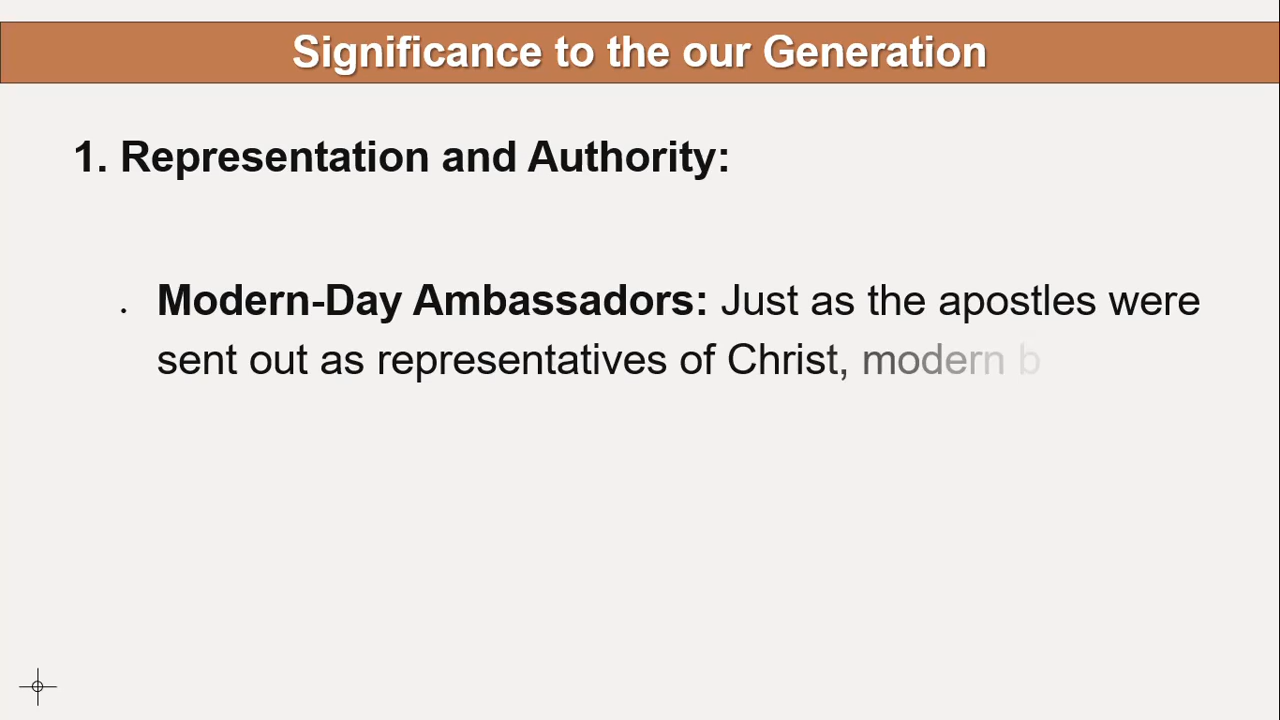 Significance to the our Generation
1. Representation and Authority:
. Modern-Day Ambassadors: Just as the apostles were
sent out as representatives of Christ, modern b